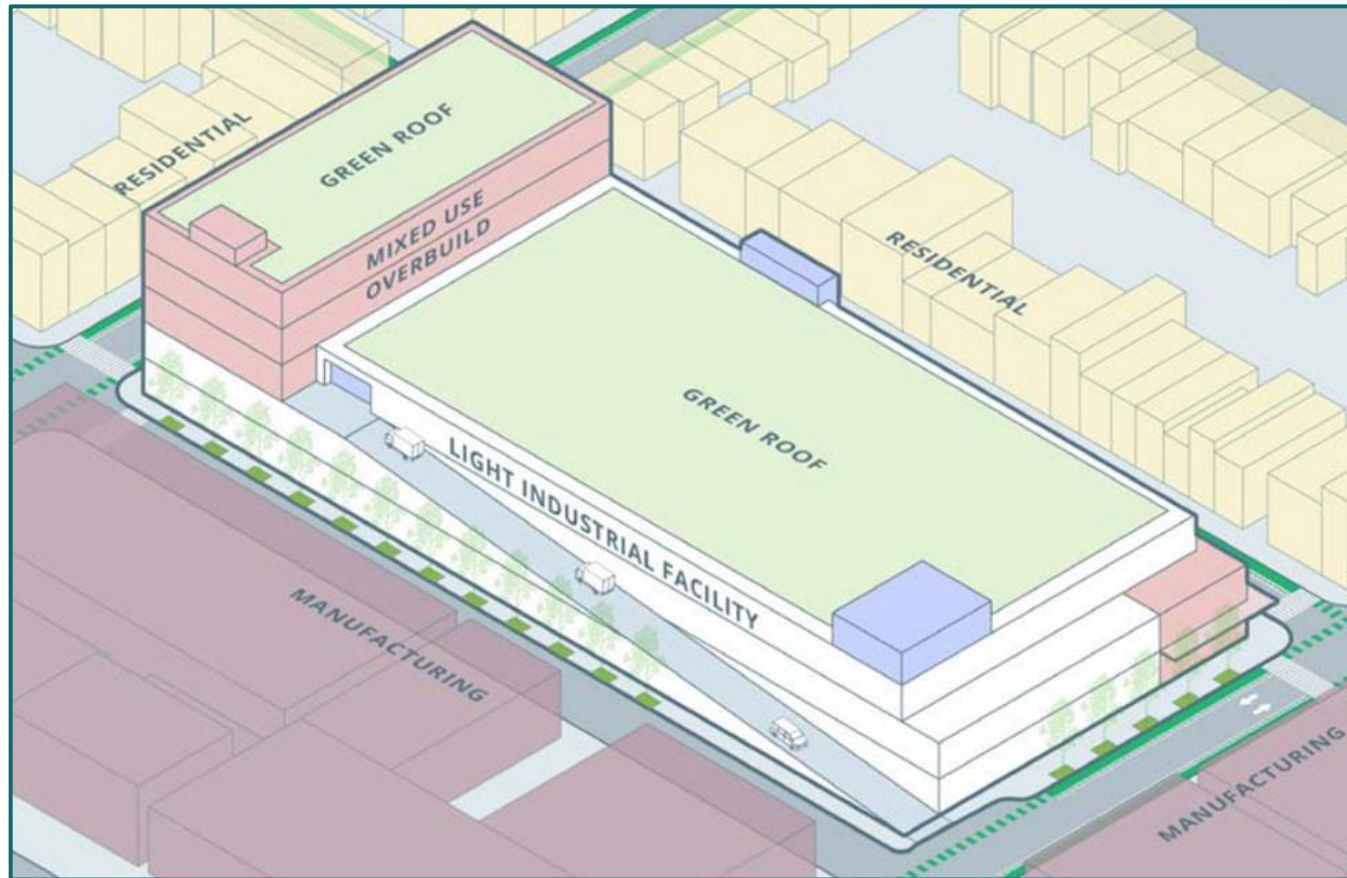 GREEN ROOF
RESIDENTIAL
MIXED USE
OVERBUILD
RESIDENTIAL
GREEN ROOF
LIGHT INDUSTRIAL FACILITY
MANUFACTURING
MANUFACTURING